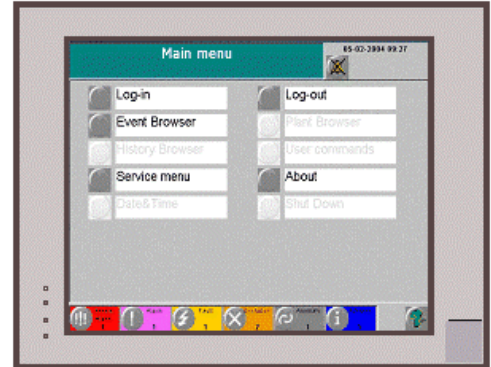 Main menu
05-02-2004 09:27
Log-in
Log-out
Event Browser
Plant Browser
History Browser
User commands
Service menu
About
Date&Time
Shut Down